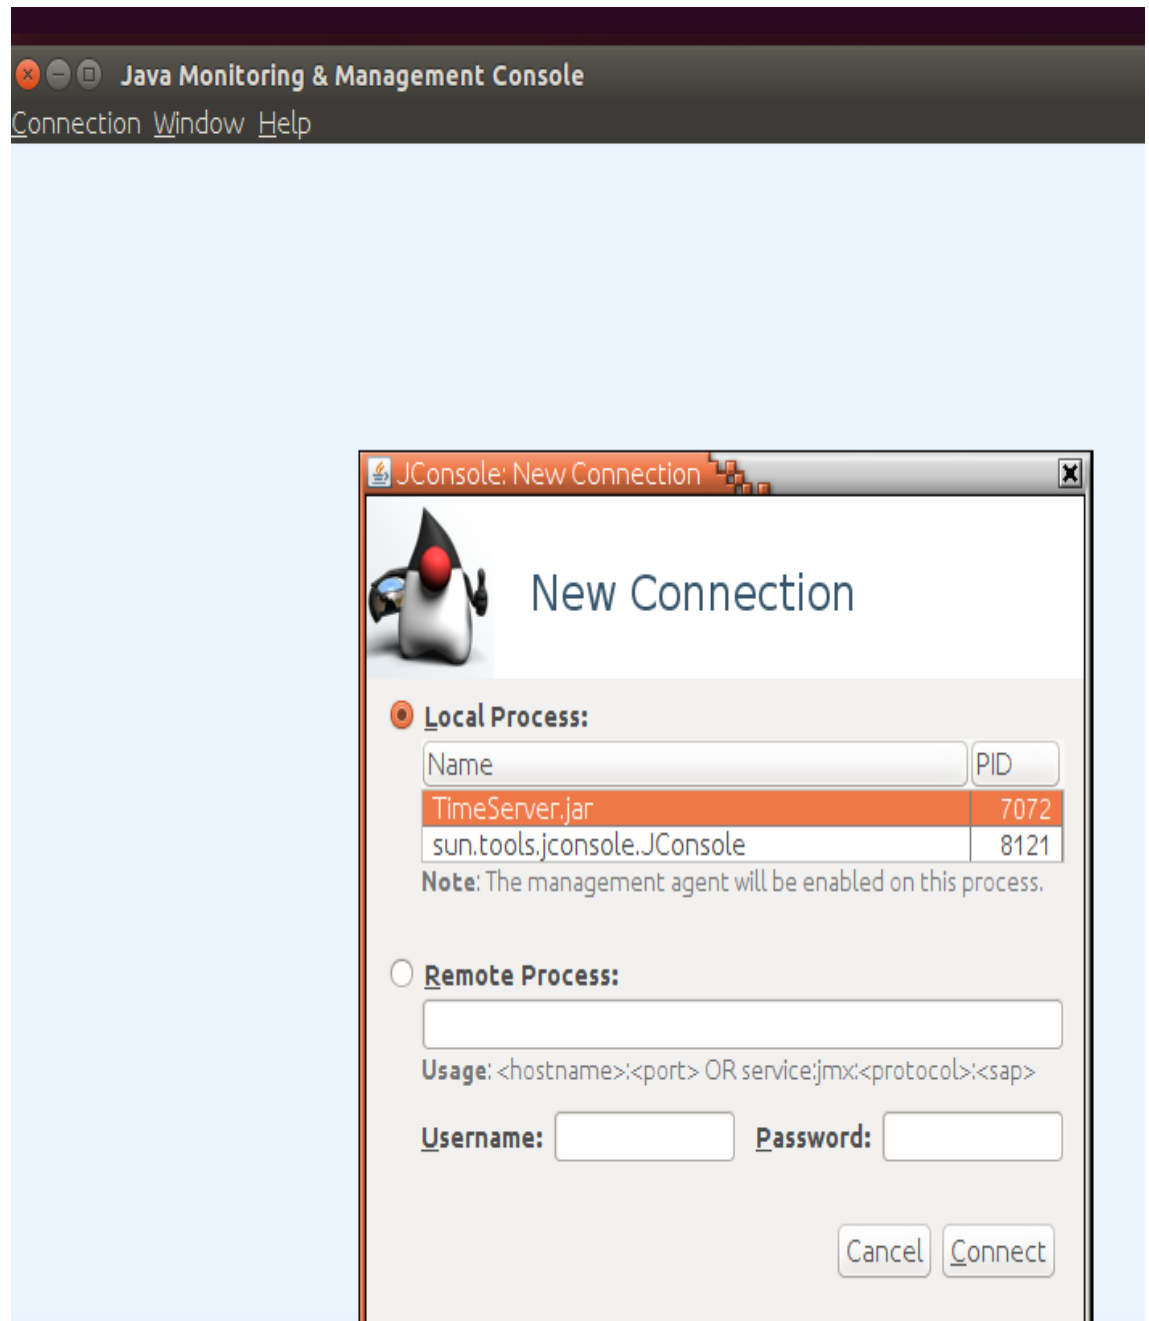 Java Monitoring & Management Console
Connection Window Help
JConsole: New Connection
New Connection
Local Process:
Name PID
TimeServer.jar 7072
sun.tools.jconsole.JConsole 8121
Note: The management agent will be enabled on this process.
Remote Process:
Usage: <hostname>:<port> OR service:jmx:<protocol>:<sap>
Username: Password:
Cancel Connect